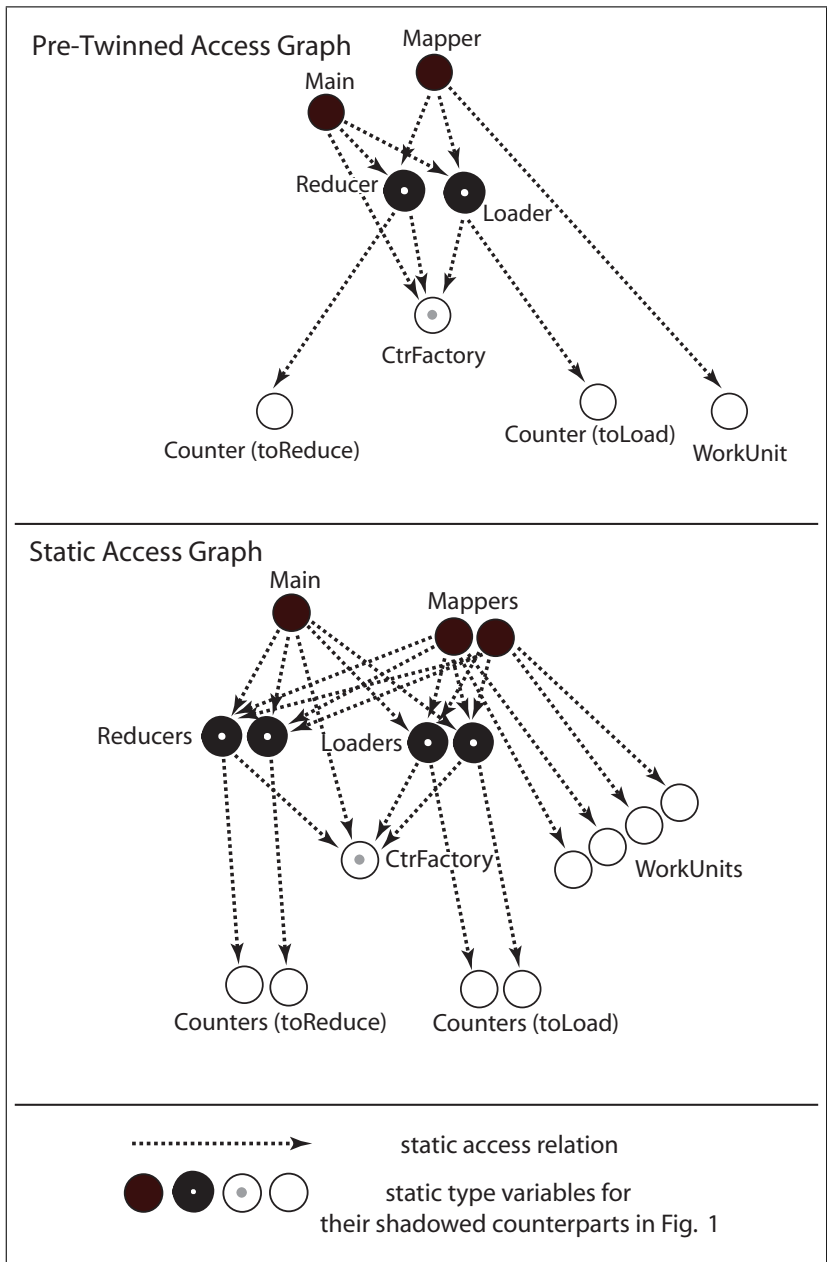 Pre-Twinned Access Graph
Mapper
Main
Reducer
Loader
CtrFactory
Counter (toReduce)
Counter (toLoad)
WorkUnit
Static Access Graph
Main
Mappers
Reducers
Loaders
CtrFactory
WorkUnits
Counters (toReduce)
Counters (toLoad)
static access relation
static type variables for
their shadowed counterparts in Fig. 1